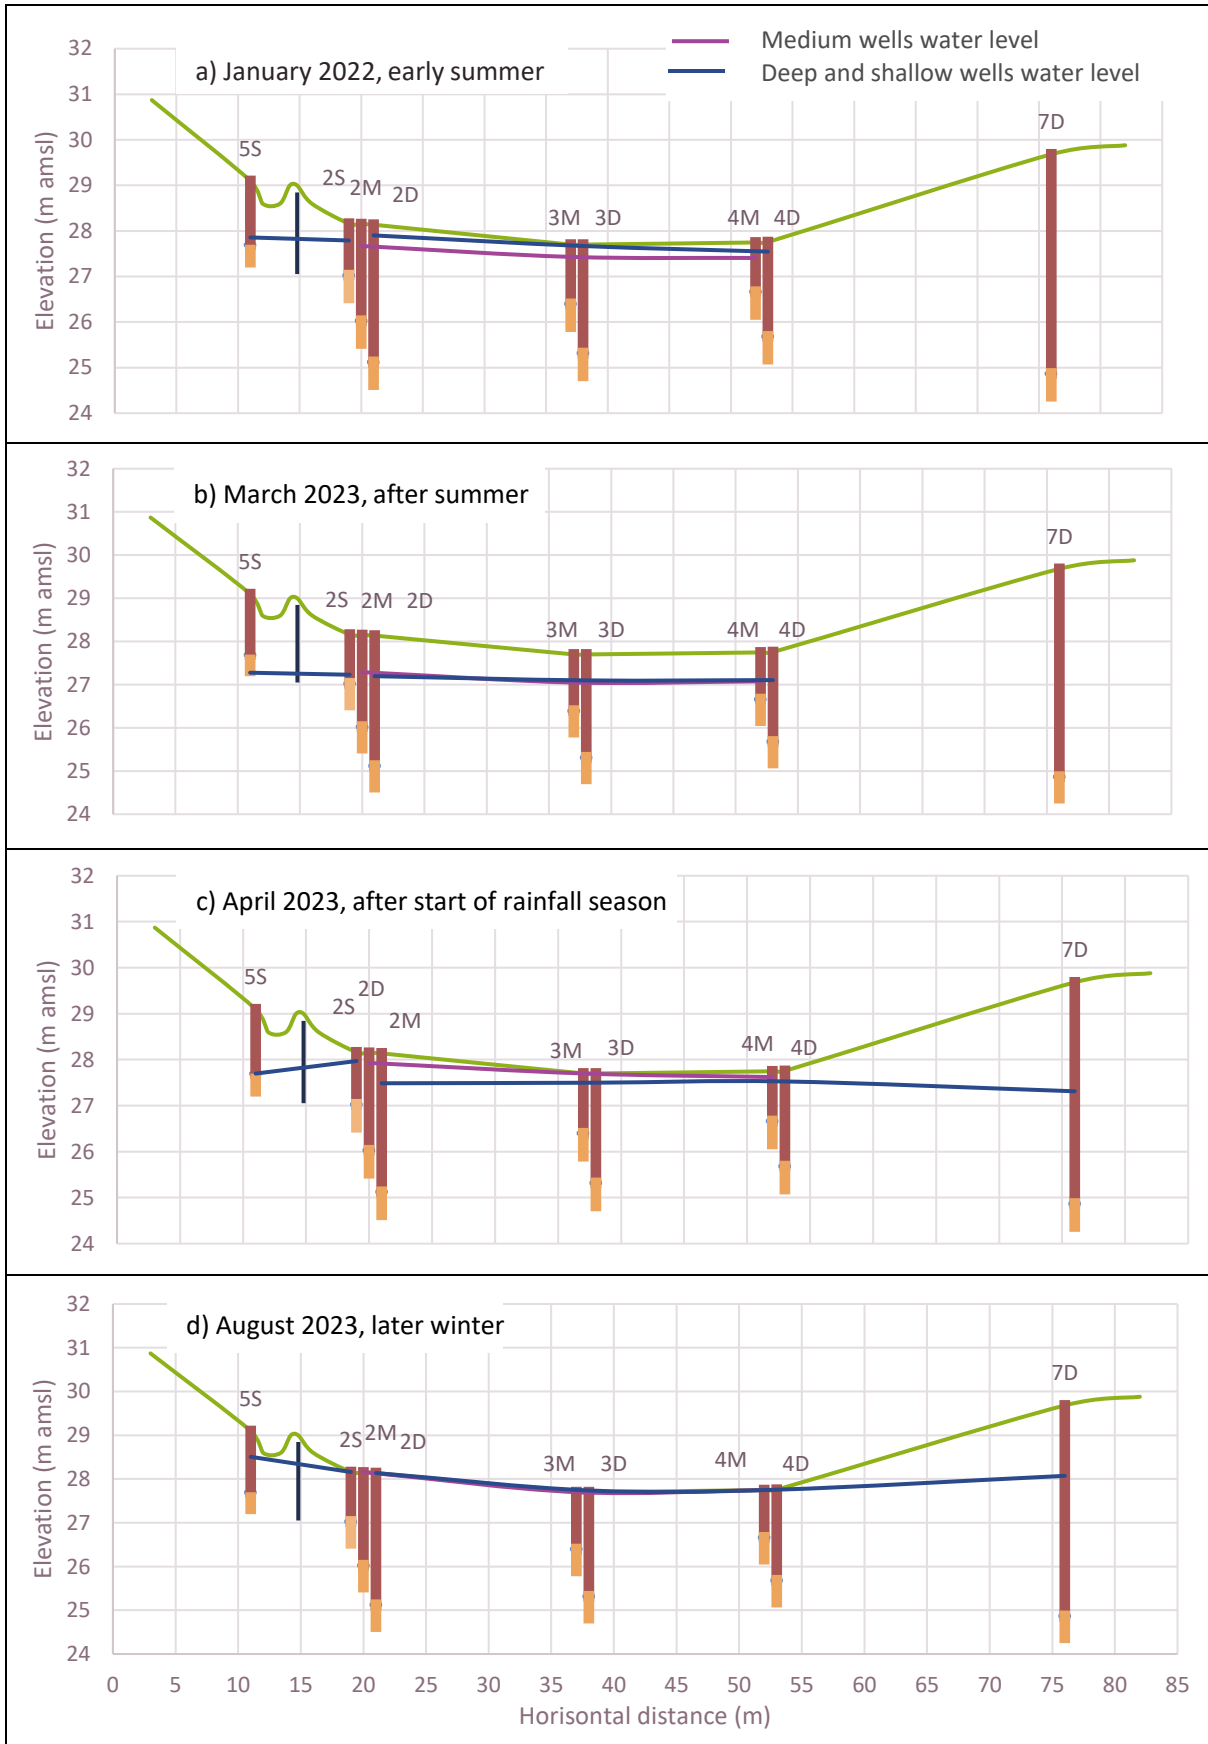 Medium wells water level
Deep and shallow wells water level
a) January 2022, early summer
Elevation (m amsl)
32
31
30
29
28
27
26
25
24
5S
2S
2M
2D
3M
3D
4M
4D
7D
b) March 2023, after summer
Elevation (m amsl)
32
31
30
29
28
27
26
25
24
5S
2S
2M
2D
3M
3D
4M
4D
7D
c) April 2023, after start of rainfall season
Elevation (m amsl)
32
31
30
29
28
27
26
25
24
5S
2S
2D
2M
3M
3D
4M
4D
7D
d) August 2023, later winter
Elevation (m amsl)
32
31
30
29
28
27
26
25
24
5S
2S
2M
2D
3M
3D
4M
4D
7D
0 5 10 15 20 25 30 35 40 45 50 55 60 65 70 75 80 85
Horisontal distance (m)